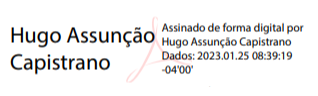 Hugo Assunção
Capistrano
Assinado de forma digital por
Hugo Assunção Capistrano
Dados: 2023.01.25 08:39:19
-04'00'